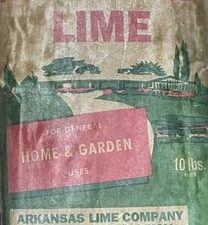 LIME
FOR GENERAL
HOME & GARDEN
USES
10 lbs.
ARKANSAS LIME COMPANY